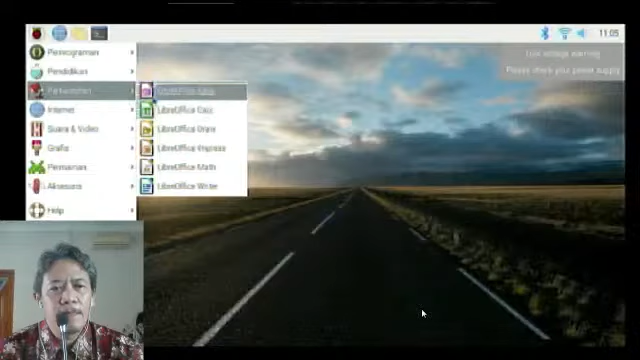 11:05
Pemrograman
Low voltage warning
Please check your power supply
Pendidikan
Perkantoran
LibreOffice Base
Internet
LibreOffice Calc
Suara & Video
LibreOffice Draw
Grafis
LibreOffice Impress
Permainan
LibreOffice Math
Aksesoris
LibreOffice Writer
Help